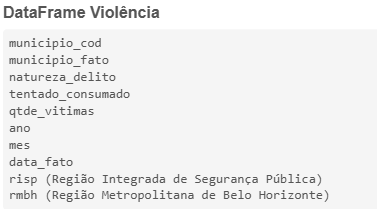 DataFrame Violência
municipio_cod
municipio_fato
natureza_delito
tentado_consumado
qtde_vitimas
ano
mes
data_fato
risp (Região Integrada de Segurança Pública)
rmbh (Região Metropolitana de Belo Horizonte)